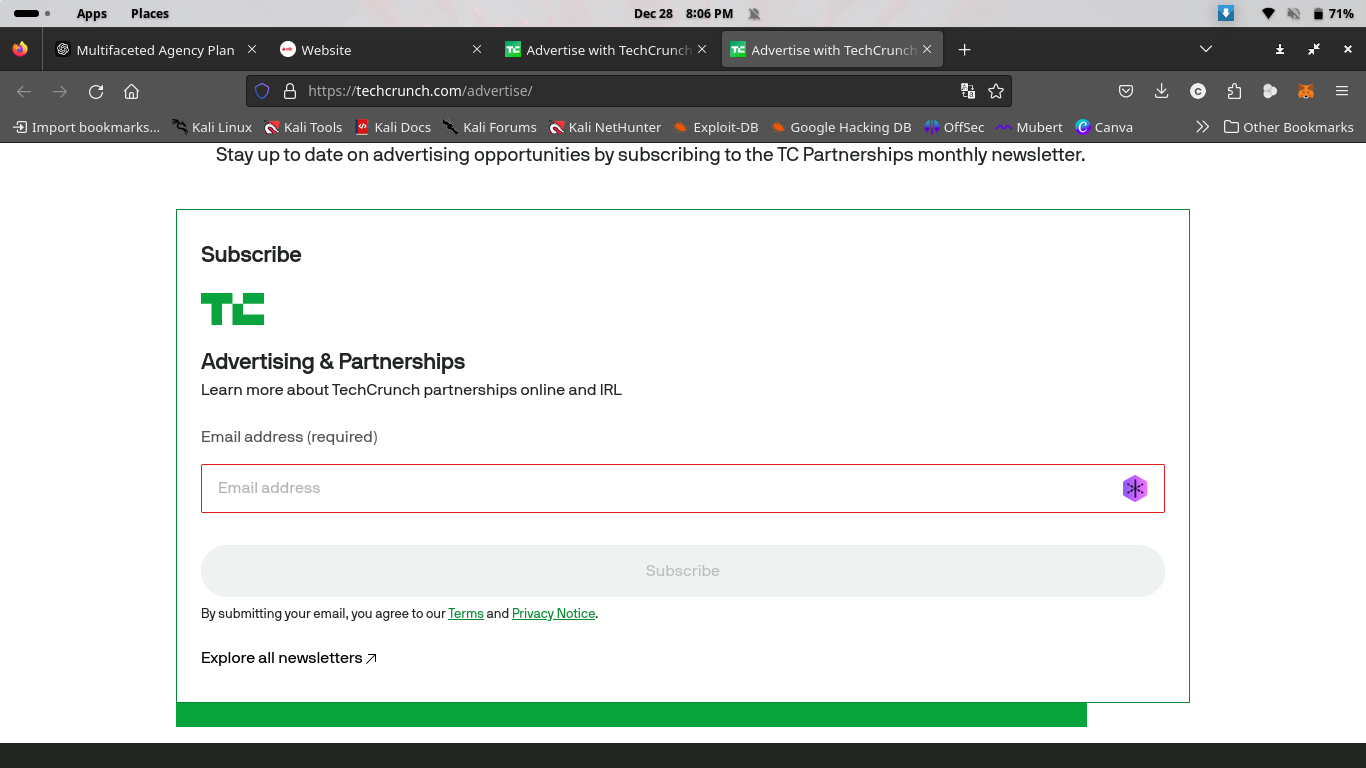 Apps Places Dec 28 8:06 PM 71%
Multifaceted Agency Plan Website Advertise with TechCrunch Advertise with TechCrunch
https://techcrunch.com/advertise/
Import bookmarks... Kali Linux Kali Tools Kali Docs Kali Forums Kali NetHunter Exploit-DB Google Hacking DB OffSec Mubert Canva Other Bookmarks
Stay up to date on advertising opportunities by subscribing to the TC Partnerships monthly newsletter.
Subscribe
TC
Advertising & Partnerships
Learn more about TechCrunch partnerships online and IRL
Email address (required)
Email address
Subscribe
By submitting your email, you agree to our Terms and Privacy Notice.
Explore all newsletters